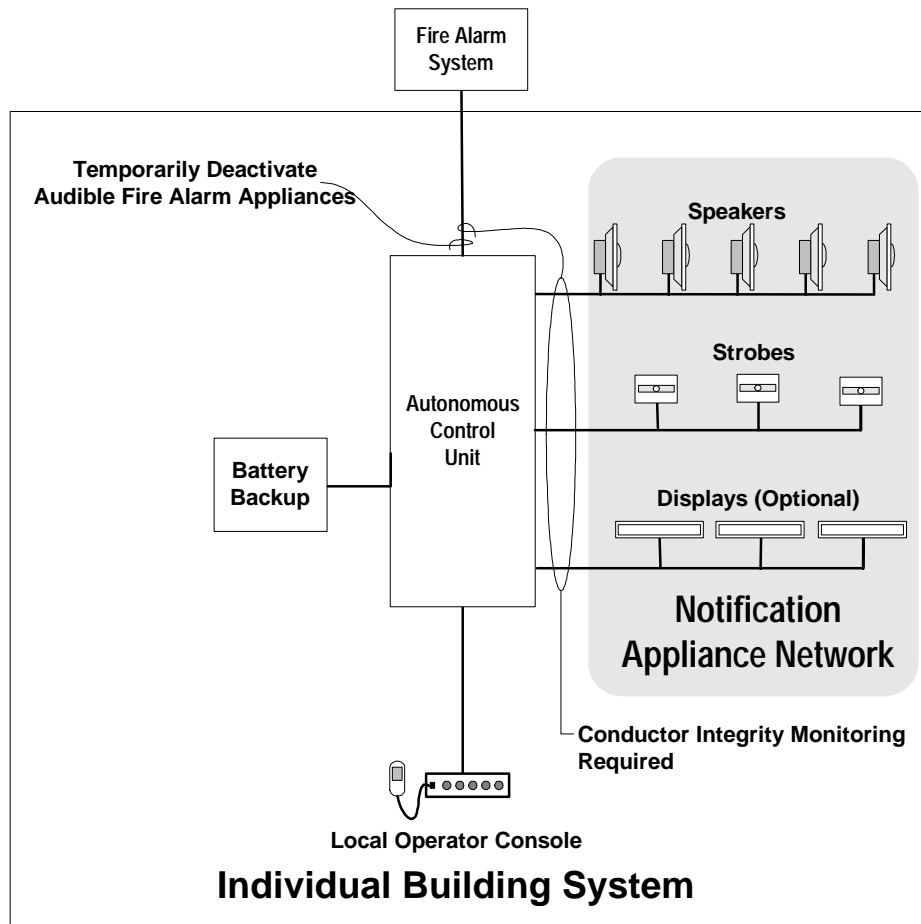 Fire Alarm
System
Temporarily Deactivate
Audible Fire Alarm Appliances
Speakers
Strobes
Autonomous
Control
Unit
Battery
Backup
Displays (Optional)
Notification
Appliance Network
Conductor Integrity Monitoring
Required
Local Operator Console
Individual Building System